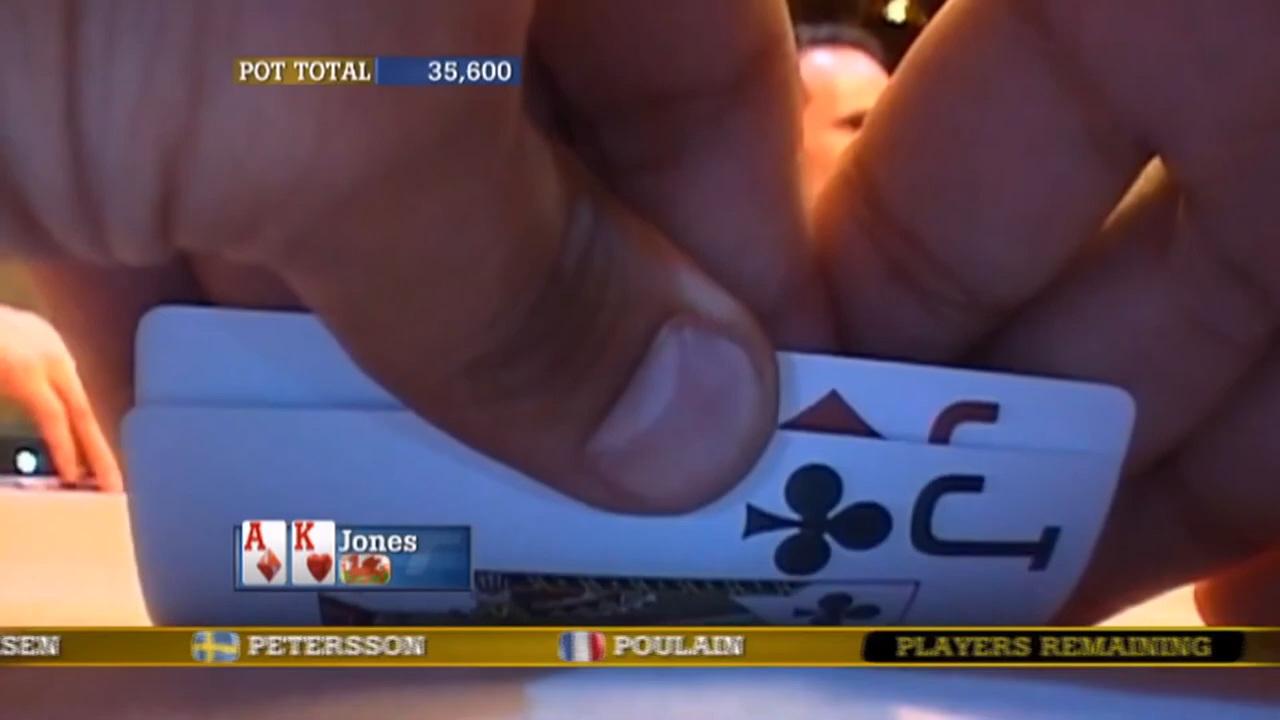 POT TOTAL 35,600
J
J
A K Jones
SEN PETERSSON POULAIN PLAYERS REMAINING